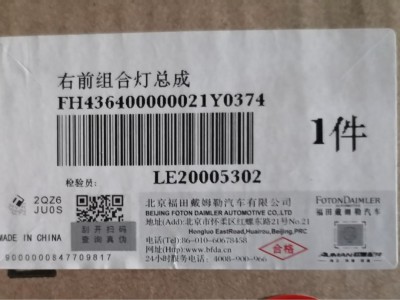 右前组合灯总成
FH436400000021Y0374
1件
检验员:
LE20005302
2QZ6
JU0S
刮开扫码
查询真伪
MADE IN CHINA
0000000847709817
北京福田戴姆勒汽车有限公司
BEIJING FOTON DAIMLER AUTOMOTIVE CO.,LTD
地址(Add):北京市怀柔区红螺东路21号No.21
Hongluo EastRoad,Huairou,Beijing,PRC
电话(Tel):86-010-60678458
网址(Web):www.bfda.cn
24小时服务电话:4008-900-966
合格
FOTONDAIMLER
福田戴姆勒汽车
AUMAN